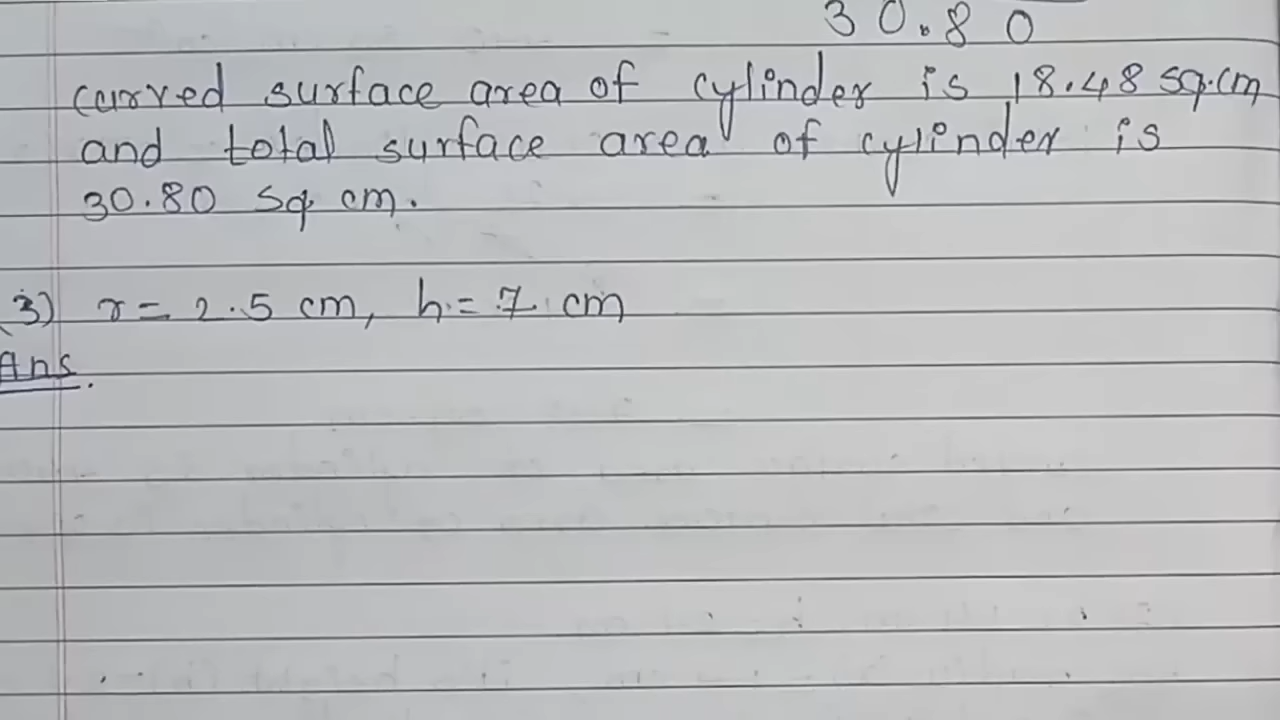 30.80
curved surface area of cylinder is 18.48 sq.cm
and total surface area of cylinder is
30.80 sq cm.
(3) r = 2.5 cm, h = 7 cm
Ans.